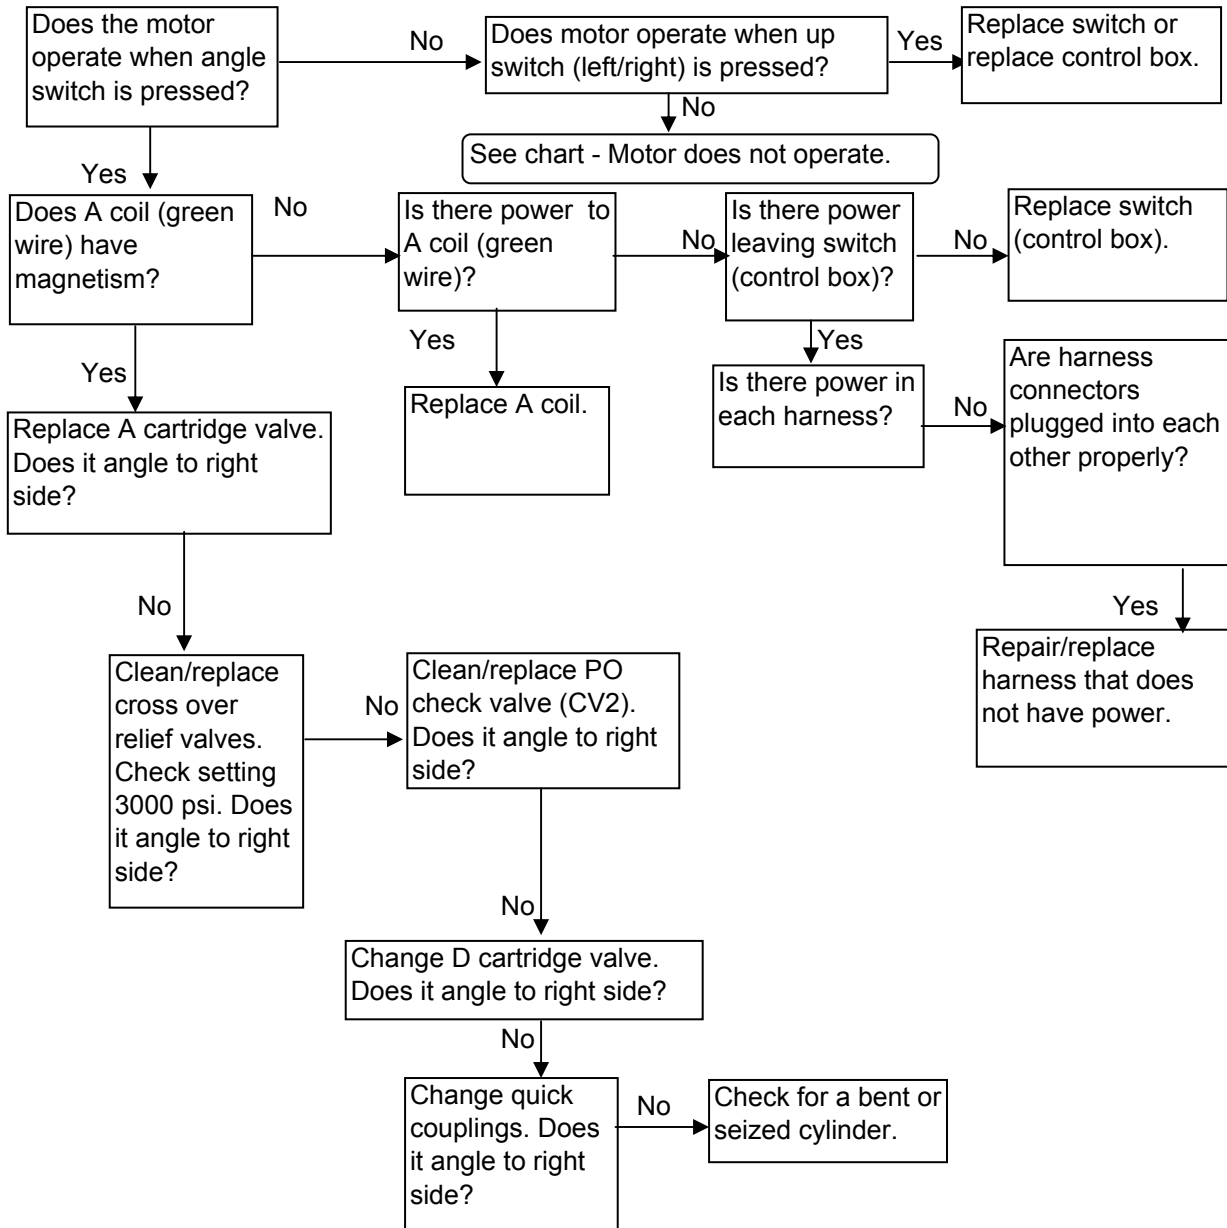 Does the motor
operate when angle
switch is pressed?
No
Does motor operate when up
switch (left/right) is pressed?
Yes
Replace switch or
replace control box.
No
See chart - Motor does not operate.
Yes
Does A coil (green
wire) have
magnetism?
No
Is there power to
A coil (green
wire)?
No
Is there power
leaving switch
(control box)?
No
Replace switch
(control box).
Yes
Replace A cartridge valve.
Does it angle to right
side?
Yes
Replace A coil.
Yes
Is there power in
each harness?
No
Are harness
connectors
plugged into each
other properly?
Yes
Repair/replace
harness that does
not have power.
No
Clean/replace
cross over
relief valves.
Check setting
3000 psi. Does
it angle to right
side?
No
Clean/replace PO
check valve (CV2).
Does it angle to right
side?
No
Change D cartridge valve.
Does it angle to right side?
No
Change quick
couplings. Does
it angle to right
side?
No
Check for a bent or
seized cylinder.